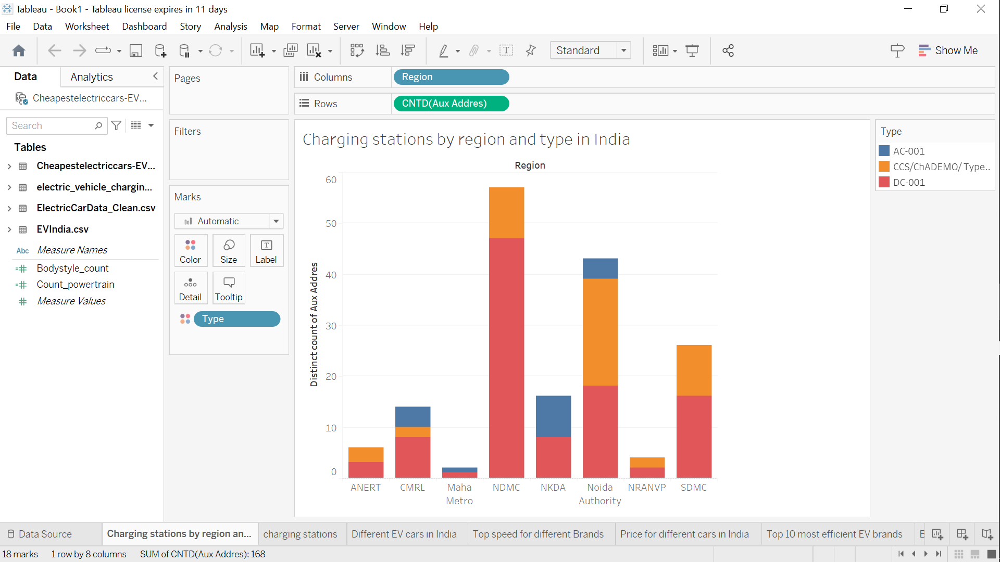 Tableau - Book1 - Tableau license expires in 11 days
File Data Worksheet Dashboard Story Analysis Map Format Server Window Help
Standard
Show Me
Data Analytics
Cheapestelectriccars-EV...
Search
Tables
Cheapestelectriccars-EV...
electric_vehicle_chargin...
ElectricCarData_Clean.csv
EVIndia.csv
Abc Measure Names
Bodystyle_count
Count_powertrain
Measure Values
Pages
Filters
Marks
Automatic
Color Size Label
Detail Tooltip
Type
Columns Region
Rows CNTD(Aux Addres)
Charging stations by region and type in India
Region
Distinct count of Aux Addres
60
50
40
30
20
10
0
ANERT CMRL Maha Metro NDMC NKDA Noida Authority NRANVP SDMC
Type
AC-001
CCS/ChADEMO/ Type..
DC-001
Data Source Charging stations by region an... charging stations Different EV cars in India Top speed for different Brands Price for different cars in India Top 10 most efficient EV brands
18 marks 1 row by 8 columns SUM of CNTD(Aux Addres): 168